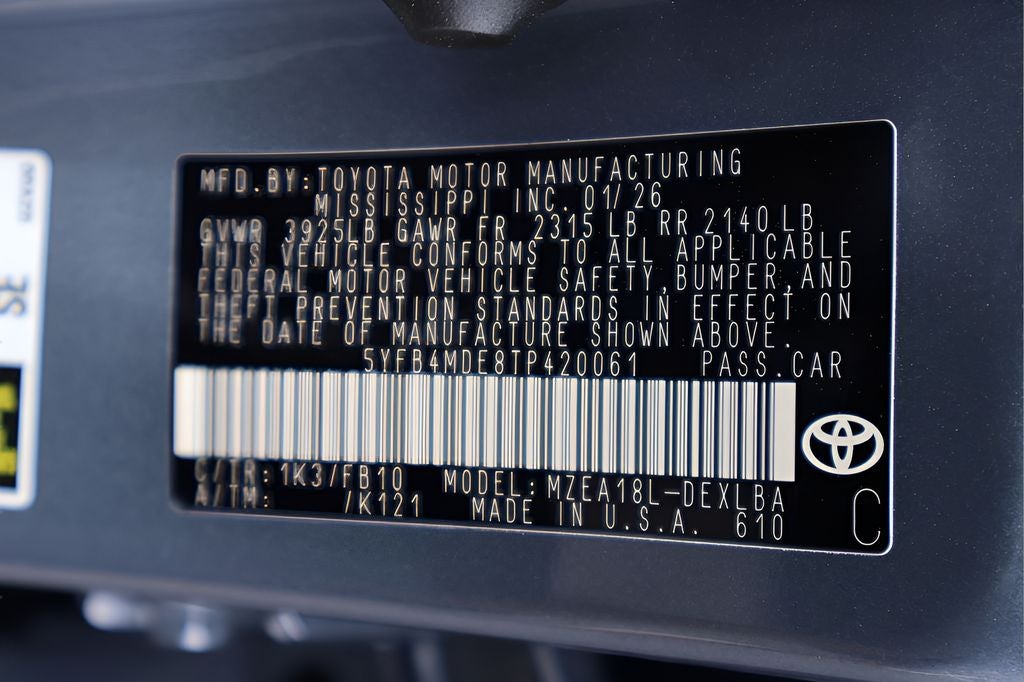 MFD.BY:TOYOTA MOTOR MANUFACTURING
MISSISSIPPI INC. 01/26
GVWR 3925LB GAWR FR 2315 LB RR 2140 LB
THIS VEHICLE CONFORMS TO ALL APPLICABLE
FEDERAL MOTOR VEHICLE SAFETY,BUMPER,AND
THEFT PREVENTION STANDARDS IN EFFECT ON
THE DATE OF MANUFACTURE SHOWN ABOVE.
5YFB4MDE8TP420061 PASS.CAR
C/TR:1K3/FB10 MODEL:MZEA18L-DEXLBA
A/TM: /K121 MADE IN U.S.A. 610
C